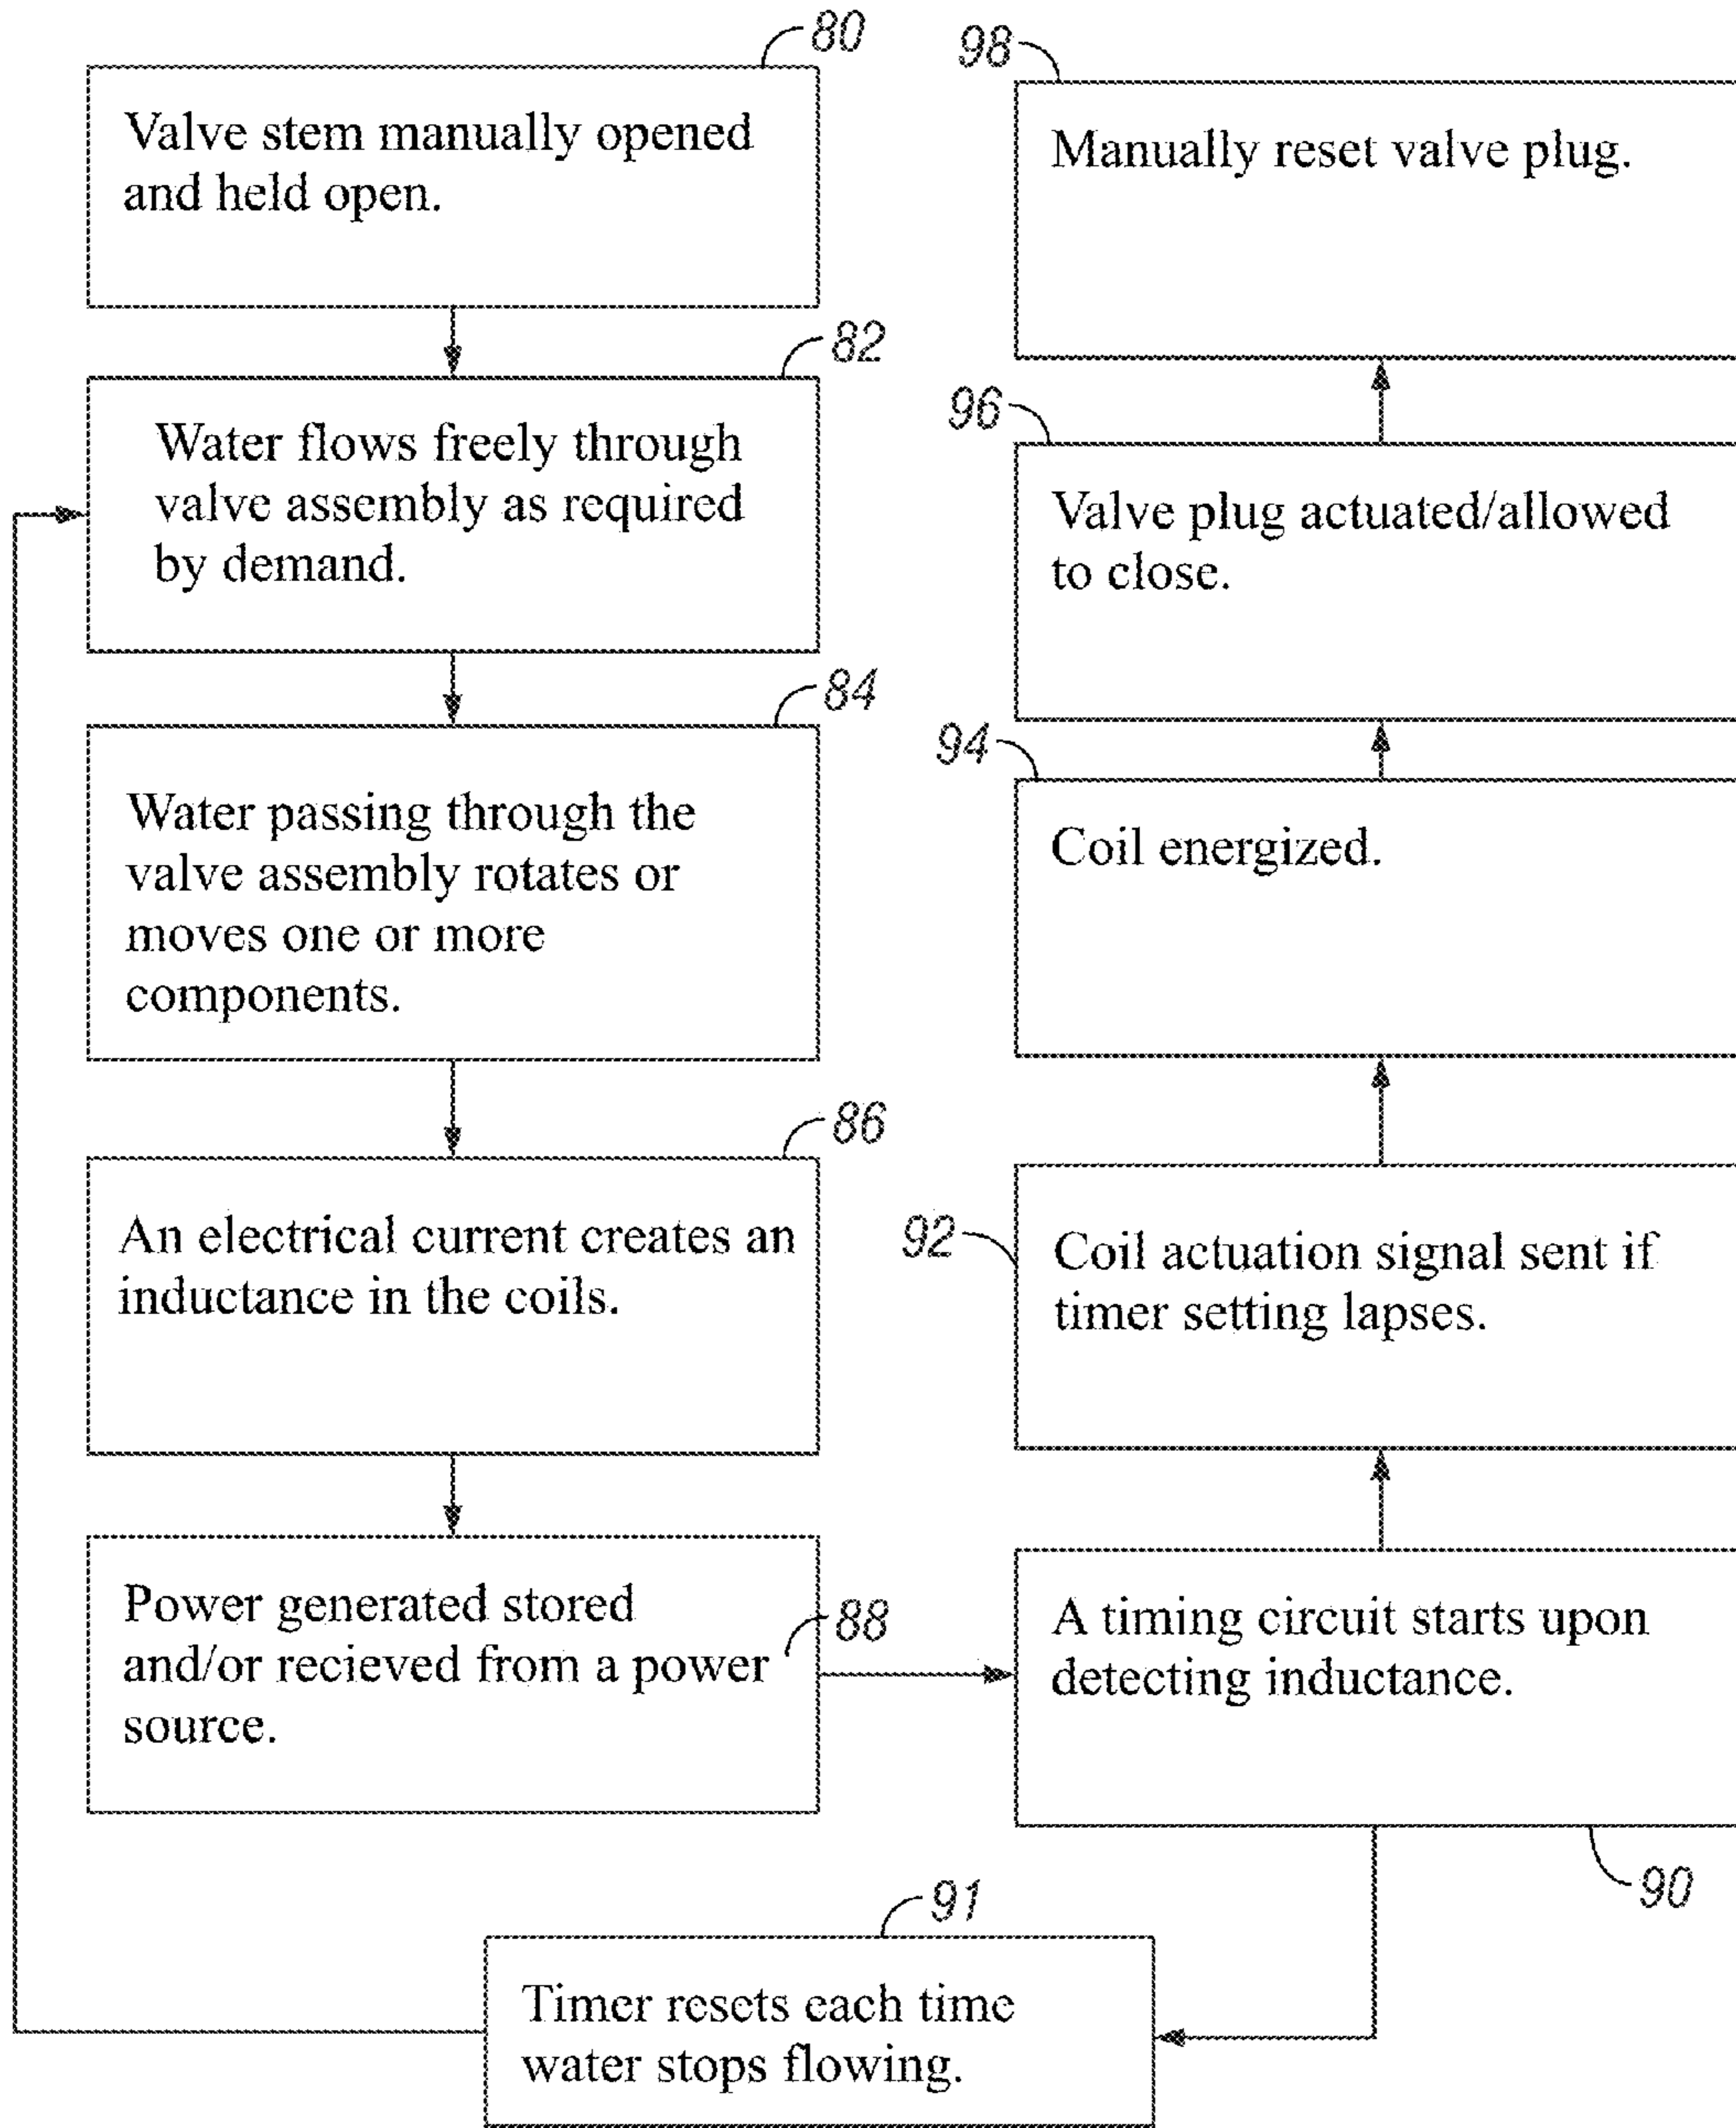 80
Valve stem manually opened
and held open.
82
Water flows freely through
valve assembly as required
by demand.
84
Water passing through the
valve assembly rotates or
moves one or more
components.
86
An electrical current creates an
inductance in the coils.
88
Power generated stored
and/or recieved from a power
source.
90
A timing circuit starts upon
detecting inductance.
91
Timer resets each time
water stops flowing.
92
Coil actuation signal sent if
timer setting lapses.
94
Coil energized.
96
Valve plug actuated/allowed
to close.
98
Manually reset valve plug.